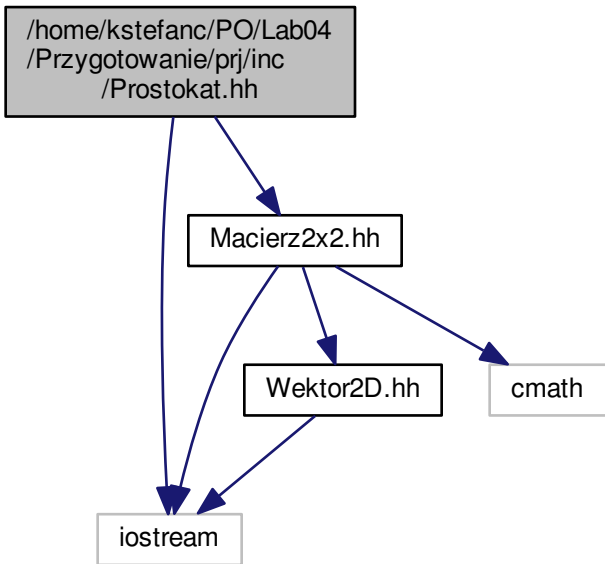 /home/kstefanc/PO/Lab04
/Przygotowanie/prj/inc
/Prostokat.hh
Macierz2x2.hh
Wektor2D.hh
cmath
iostream